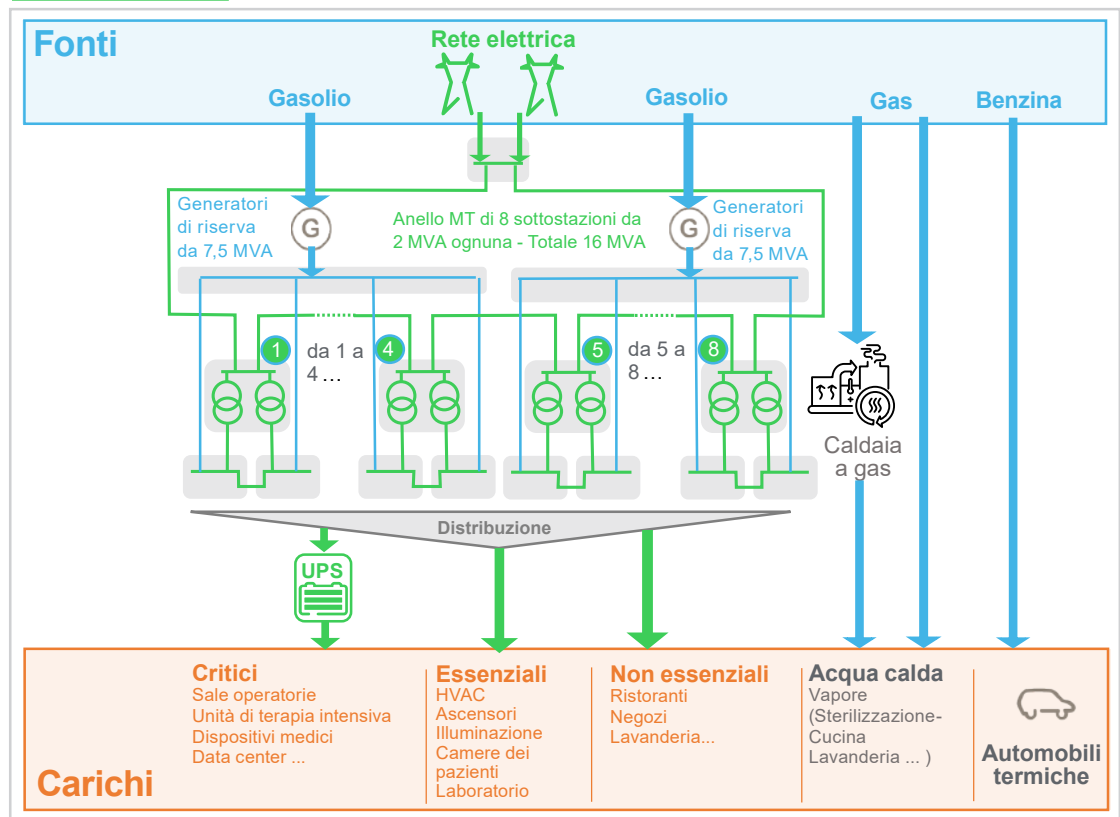 Fonti
Rete elettrica
Gasolio
Gasolio
Gas
Benzina
Generatori
di riserva
da 7,5 MVA
G
Anello MT di 8 sottostazioni da
2 MVA ognuna - Totale 16 MVA
G
Generatori
di riserva
da 7,5 MVA
1
da 1 a
4 ...
4
5
da 5 a
8 ...
8
Caldaia
a gas
Distribuzione
UPS
Critici
Sale operatorie
Unità di terapia intensiva
Dispositivi medici
Data center ...
Essenziali
HVAC
Ascensori
Illuminazione
Camere dei
pazienti
Laboratorio
Non essenziali
Ristoranti
Negozi
Lavanderia...
Acqua calda
Vapore
(Sterilizzazione-
Cucina
Lavanderia ... )
Automobili
termiche
Carichi